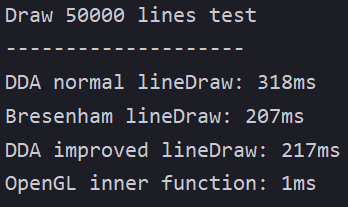 Draw 50000 lines test
--------------------
DDA normal lineDraw: 318ms
Bresenham lineDraw: 207ms
DDA improved lineDraw: 217ms
OpenGL inner function: 1ms